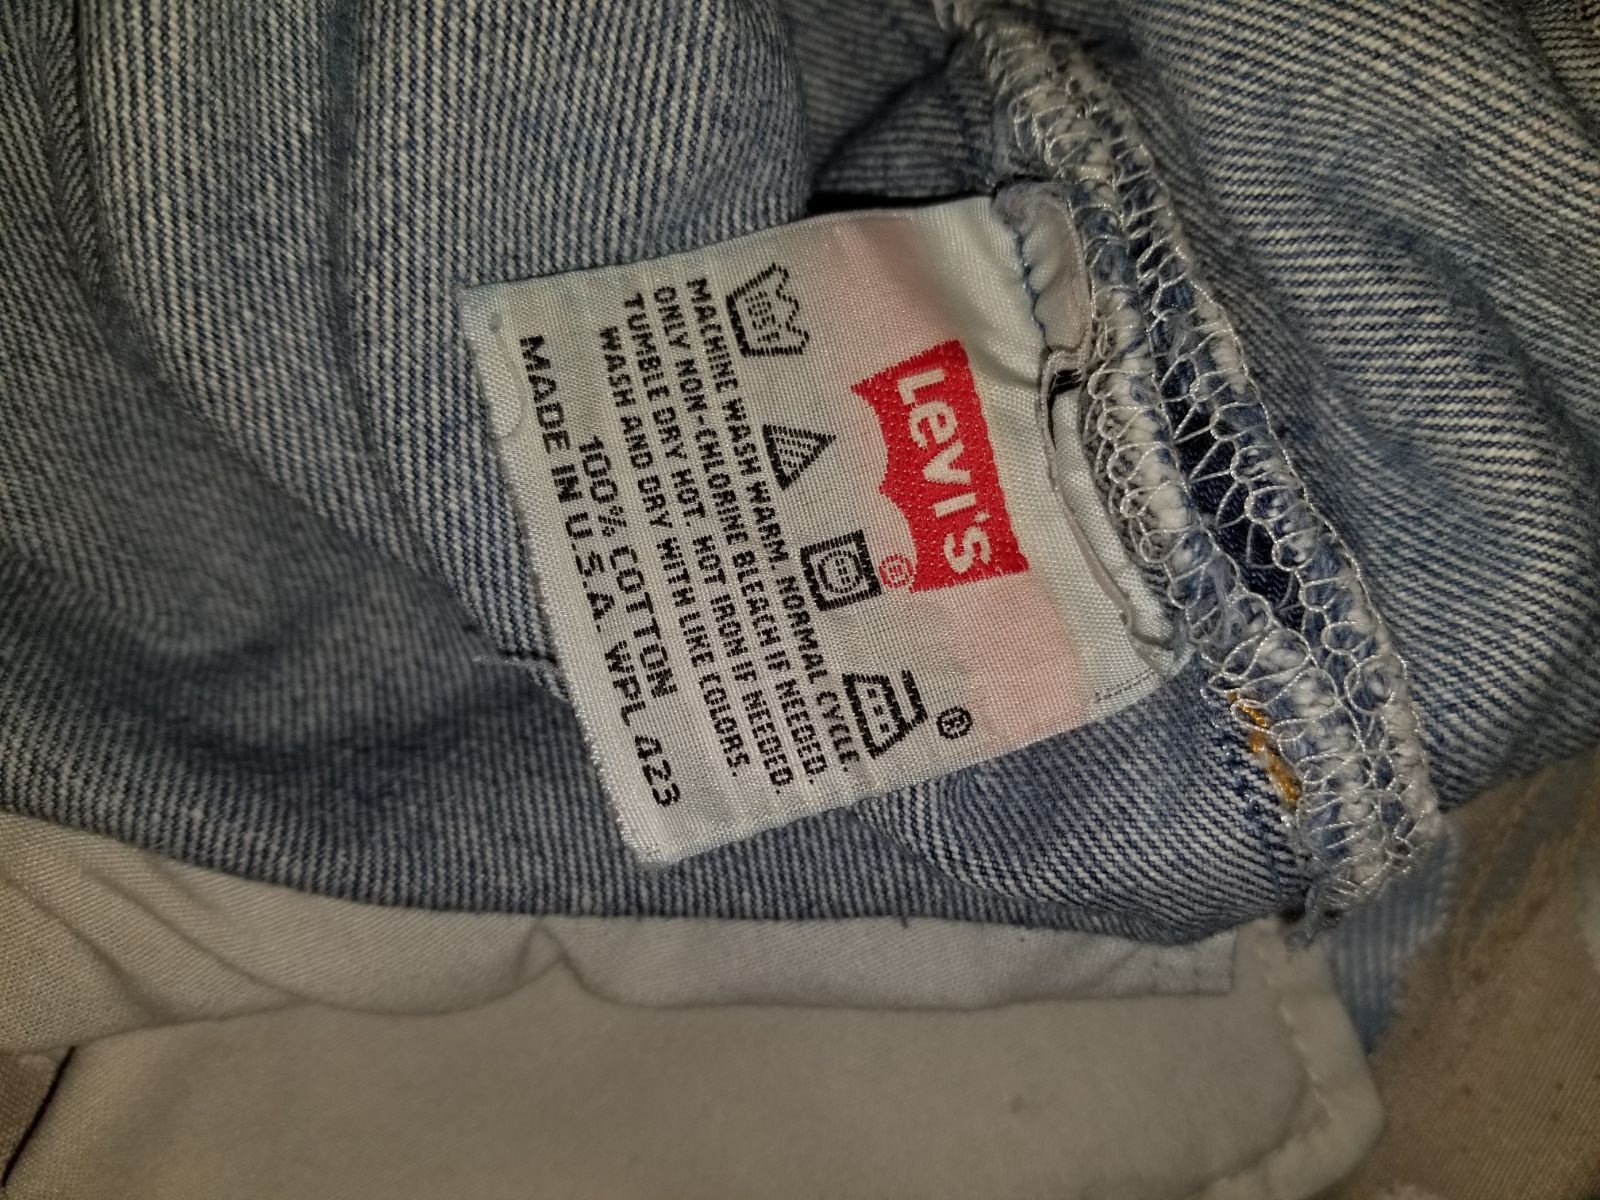 LEVI'S ®
®
105F
MACHINE WASH WARM. NORMAL CYCLE.
ONLY NON-CHLORINE BLEACH IF NEEDED.
TUMBLE DRY HOT. HOT IRON IF NEEDED.
WASH AND DRY WITH LIKE COLORS.
100% COTTON
MADE IN U.S.A. WPL 423